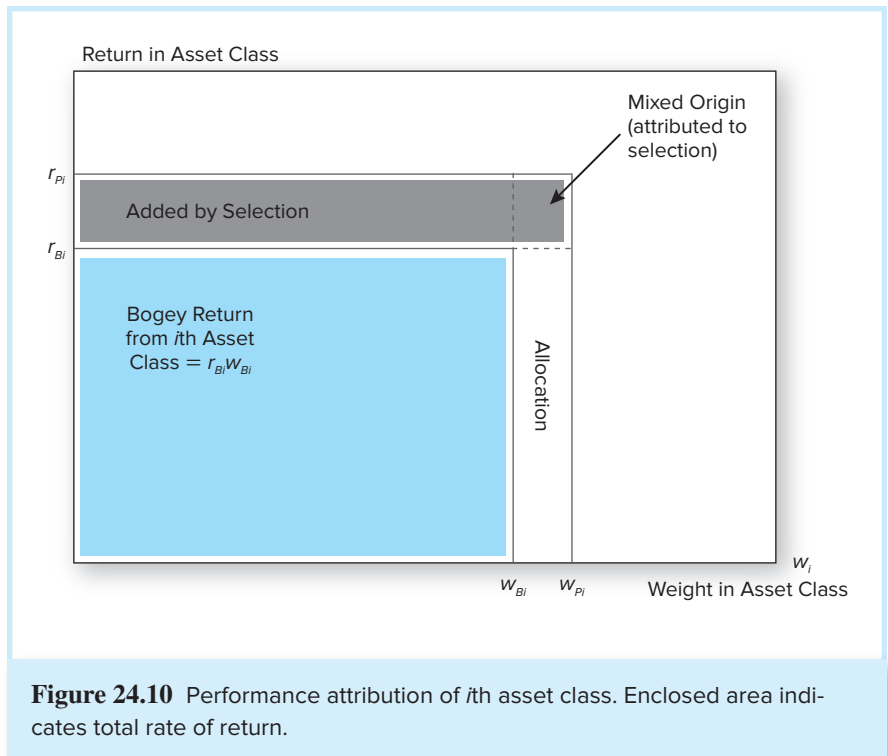 Return in Asset Class
Mixed Origin
(attributed to
selection)
r_Pi
Added by Selection
r_Bi
Bogey Return
from ith Asset
Class = r_Bi w_Bi
Allocation
w_i
w_Bi
w_Pi
Weight in Asset Class
Figure 24.10 Performance attribution of ith asset class. Enclosed area indi-
cates total rate of return.